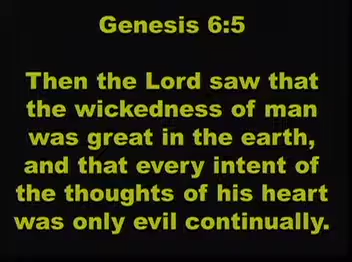 Genesis 6:5
Then the Lord saw that
the wickedness of man
was great in the earth,
and that every intent of
the thoughts of his heart
was only evil continually.